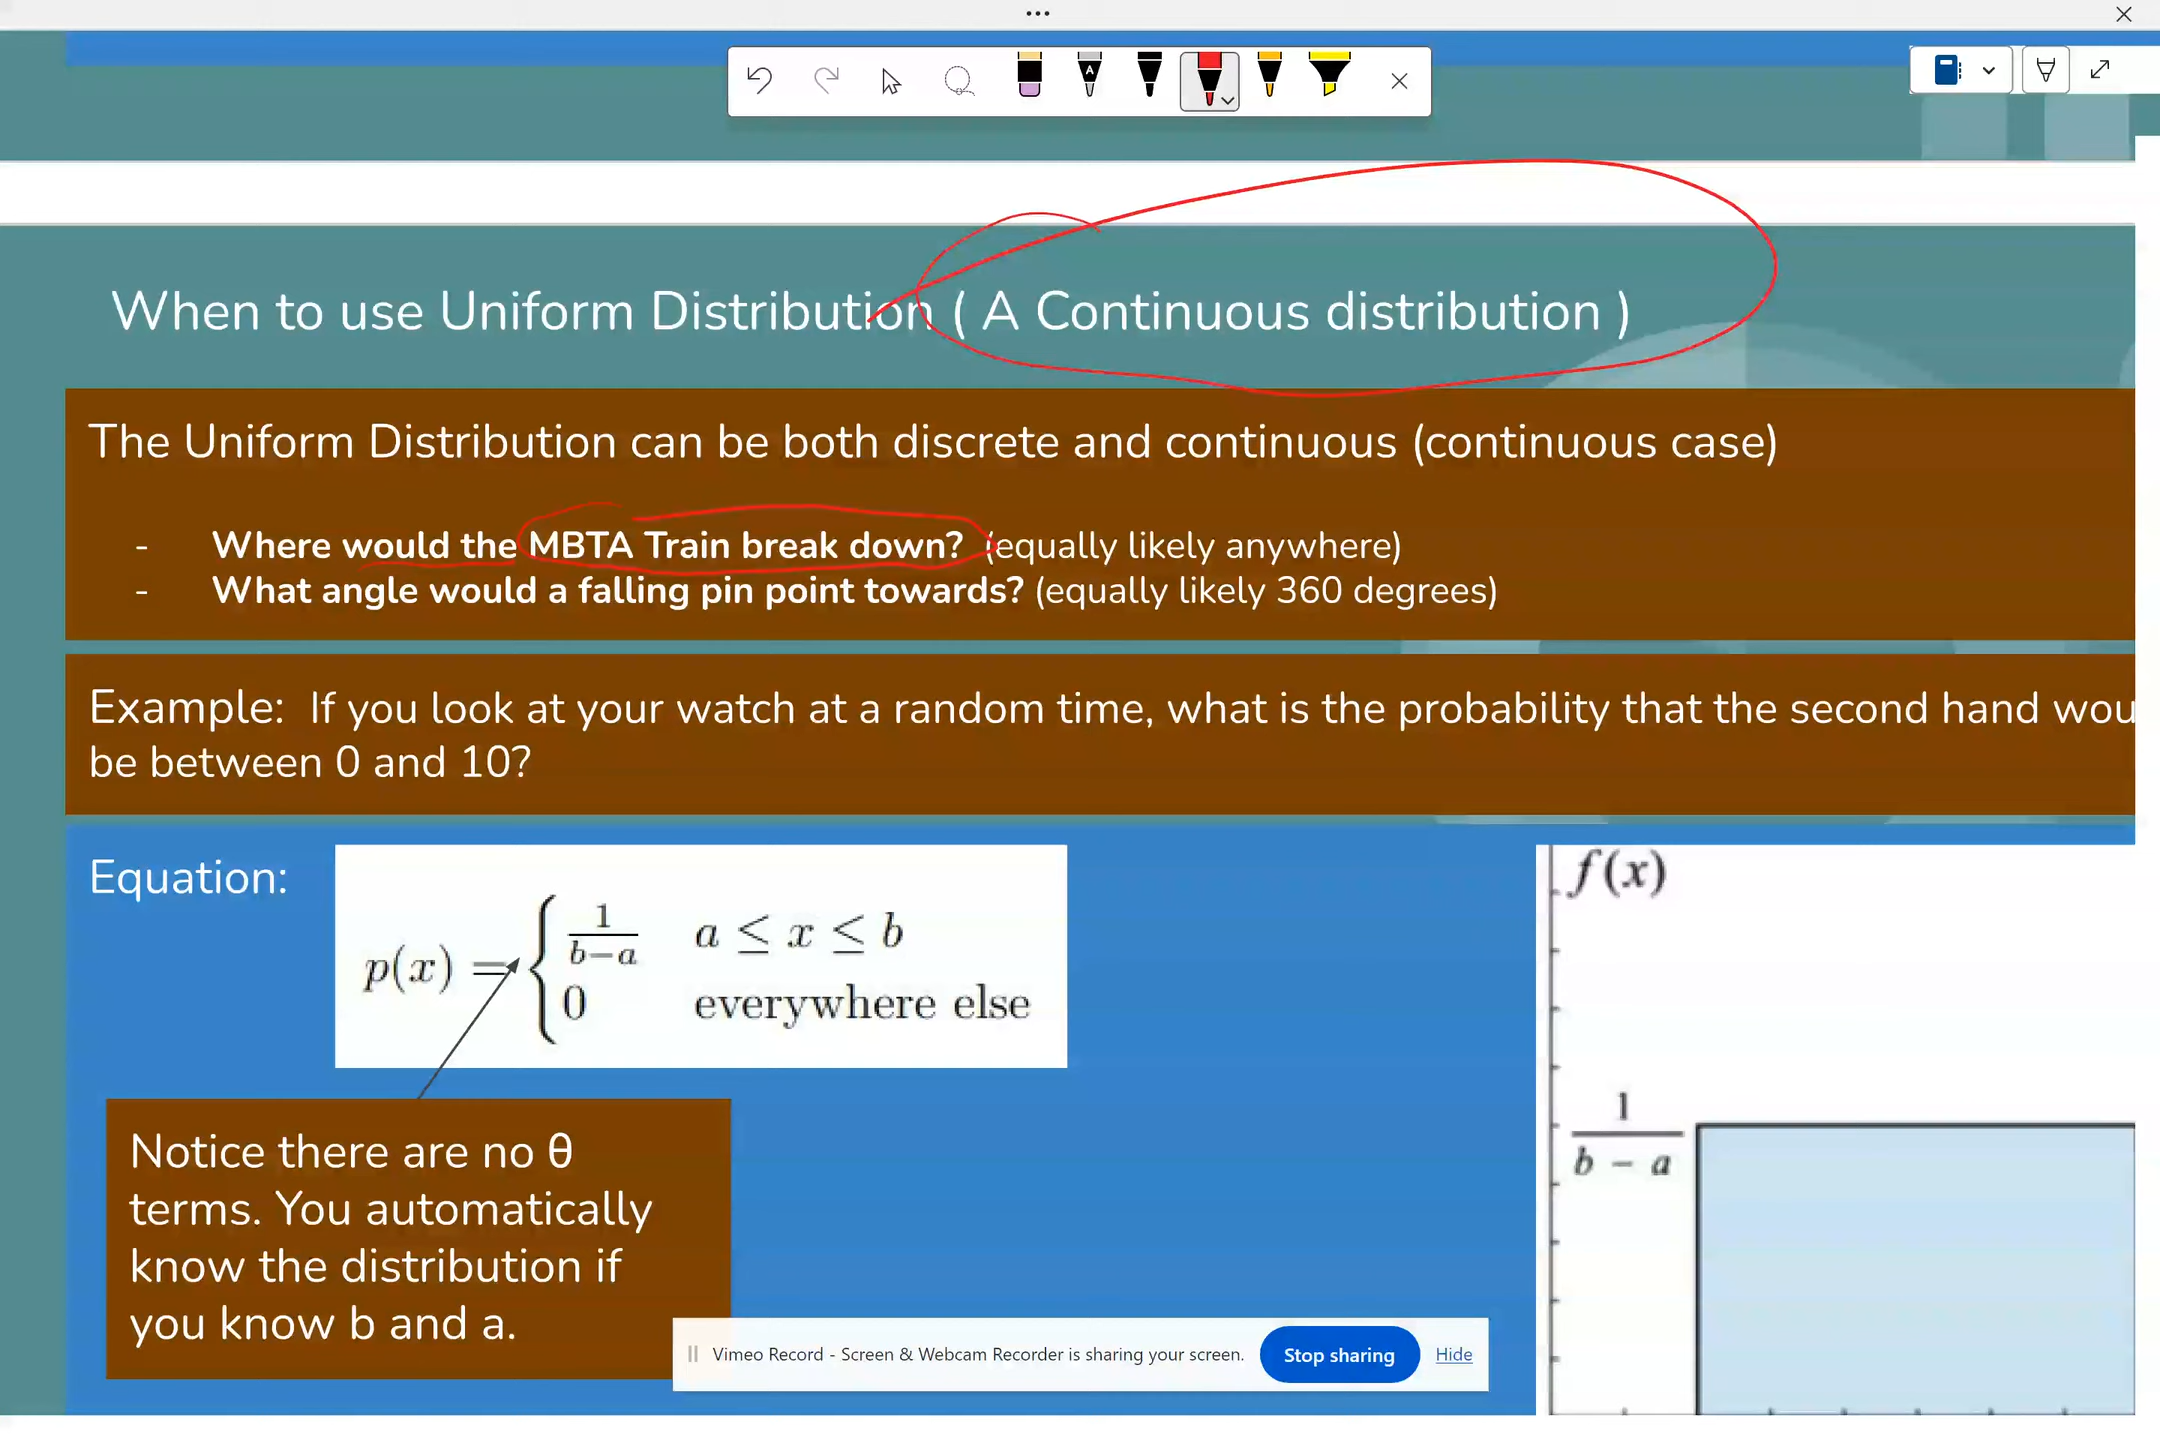 When to use Uniform Distribution ( A Continuous distribution )
The Uniform Distribution can be both discrete and continuous (continuous case)
- Where would the MBTA Train break down? (equally likely anywhere)
- What angle would a falling pin point towards? (equally likely 360 degrees)
Example: If you look at your watch at a random time, what is the probability that the second hand wou
be between 0 and 10?
Equation:
p(x) = { 1/(b−a) a ≤ x ≤ b
0 everywhere else
Notice there are no θ
terms. You automatically
know the distribution if
you know b and a.
f(x)
1/(b − a)
Vimeo Record - Screen & Webcam Recorder is sharing your screen. Stop sharing Hide